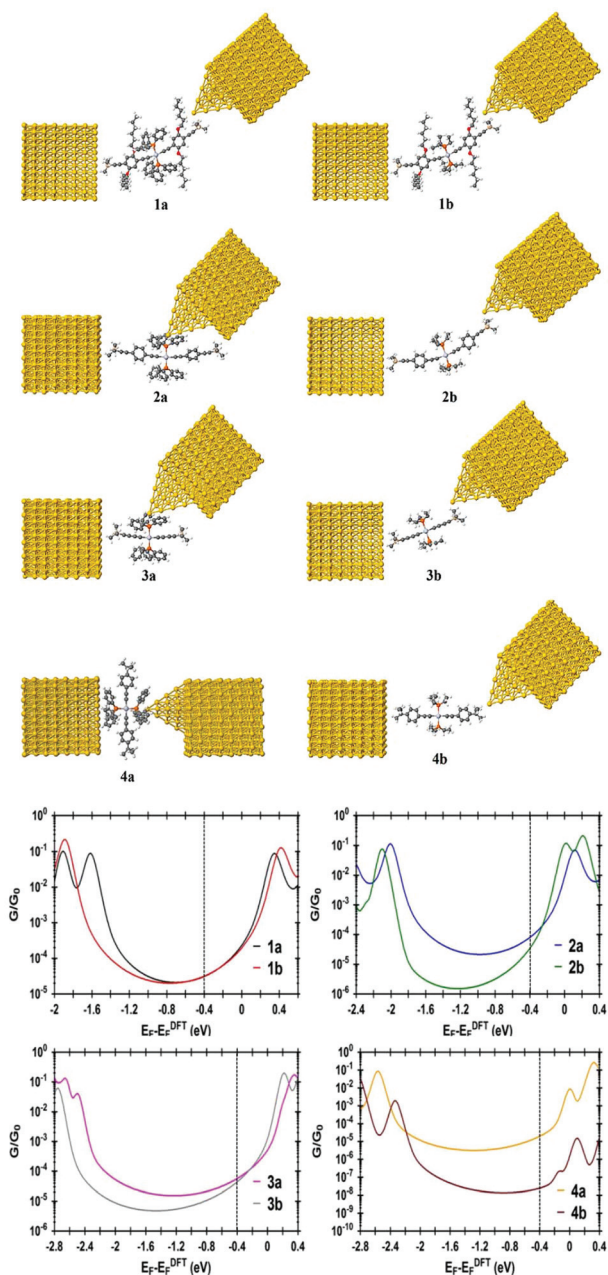 1a
1b
2a
2b
3a
3b
4a
4b
G/G0
10^0
10^-1
10^-2
10^-3
10^-4
10^-5
-2 -1.6 -1.2 -0.8 -0.4 0 0.4
E_F-E_F^DFT (eV)
1a
1b
G/G0
10^0
10^-1
10^-2
10^-3
10^-4
10^-5
10^-6
-2.4 -2 -1.6 -1.2 -0.8 -0.4 0 0.4
E_F-E_F^DFT (eV)
2a
2b
G/G0
10^0
10^-1
10^-2
10^-3
10^-4
10^-5
10^-6
-2.8 -2.4 -2 -1.6 -1.2 -0.8 -0.4 0 0.4
E_F-E_F^DFT (eV)
3a
3b
G/G0
10^0
10^-1
10^-2
10^-3
10^-4
10^-5
10^-6
10^-7
10^-8
10^-9
10^-10
-2.8 -2.4 -2 -1.6 -1.2 -0.8 -0.4 0 0.4
E_F-E_F^DFT (eV)
4a
4b